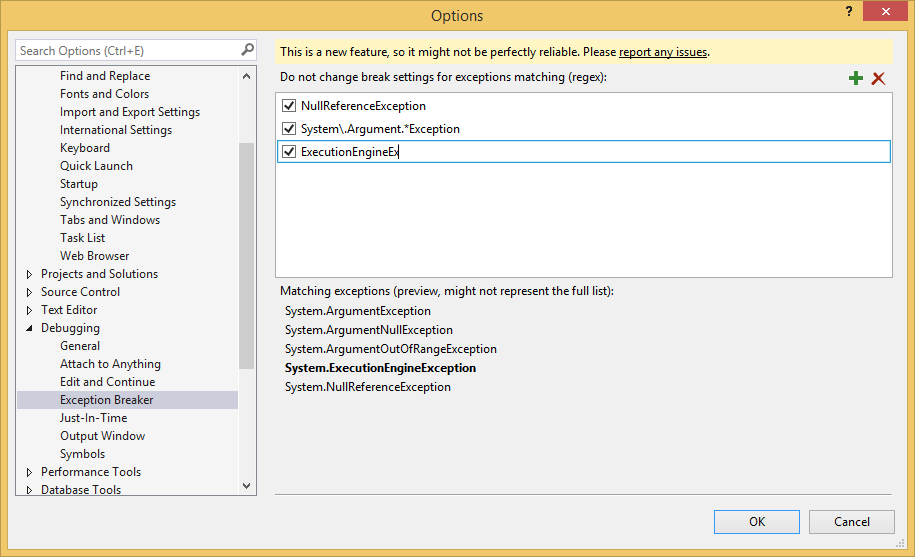 Options
?
Search Options (Ctrl+E)
Find and Replace
Fonts and Colors
Import and Export Settings
International Settings
Keyboard
Quick Launch
Startup
Synchronized Settings
Tabs and Windows
Task List
Web Browser
Projects and Solutions
Source Control
Text Editor
Debugging
General
Attach to Anything
Edit and Continue
Exception Breaker
Just-In-Time
Output Window
Symbols
Performance Tools
Database Tools
This is a new feature, so it might not be perfectly reliable. Please report any issues.
Do not change break settings for exceptions matching (regex):
NullReferenceException
System\.Argument.*Exception
ExecutionEngineEx
Matching exceptions (preview, might not represent the full list):
System.ArgumentException
System.ArgumentNullException
System.ArgumentOutOfRangeException
System.ExecutionEngineException
System.NullReferenceException
OK
Cancel